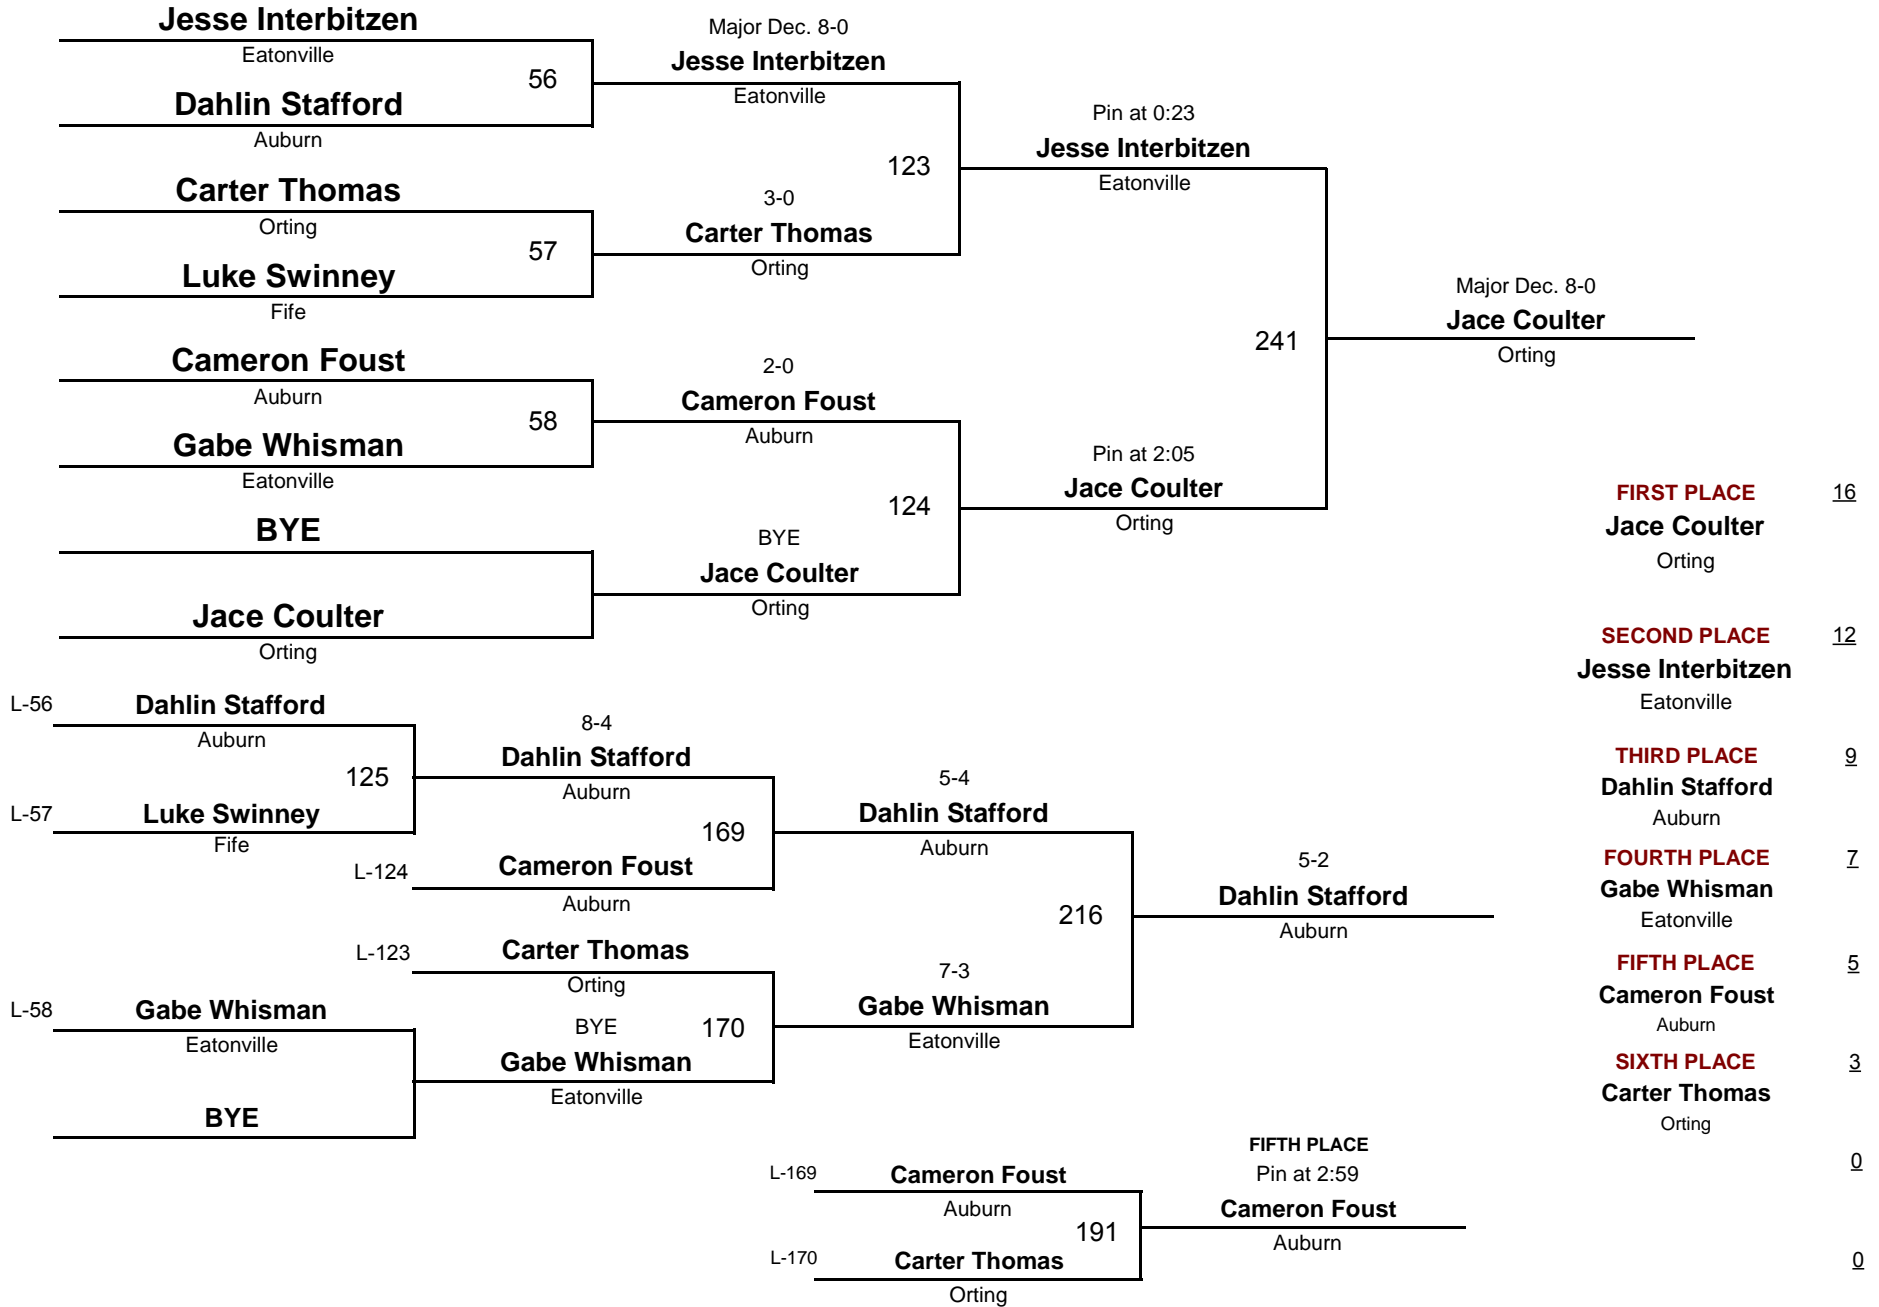 Jesse Interbitzen
Eatonville
56
Dahlin Stafford
Auburn
Carter Thomas
Orting
57
Luke Swinney
Fife
Cameron Foust
Auburn
58
Gabe Whisman
Eatonville
BYE
Jace Coulter
Orting
Major Dec. 8-0
Jesse Interbitzen
Eatonville
123
3-0
Carter Thomas
Orting
2-0
Cameron Foust
Auburn
124
BYE
Jace Coulter
Orting
Pin at 0:23
Jesse Interbitzen
Eatonville
241
Pin at 2:05
Jace Coulter
Orting
Major Dec. 8-0
Jace Coulter
Orting
FIRST PLACE 16
Jace Coulter
Orting
SECOND PLACE 12
Jesse Interbitzen
Eatonville
THIRD PLACE 9
Dahlin Stafford
Auburn
FOURTH PLACE 7
Gabe Whisman
Eatonville
FIFTH PLACE 5
Cameron Foust
Auburn
SIXTH PLACE 3
Carter Thomas
Orting
0
0
L-56 Dahlin Stafford
Auburn
125
L-57 Luke Swinney
Fife
L-58 Gabe Whisman
Eatonville
BYE
8-4
Dahlin Stafford
Auburn
169
L-124 Cameron Foust
Auburn
L-123 Carter Thomas
Orting
BYE 170
Gabe Whisman
Eatonville
5-4
Dahlin Stafford
Auburn
216
7-3
Gabe Whisman
Eatonville
5-2
Dahlin Stafford
Auburn
L-169 Cameron Foust
Auburn
191
L-170 Carter Thomas
Orting
FIFTH PLACE
Pin at 2:59
Cameron Foust
Auburn